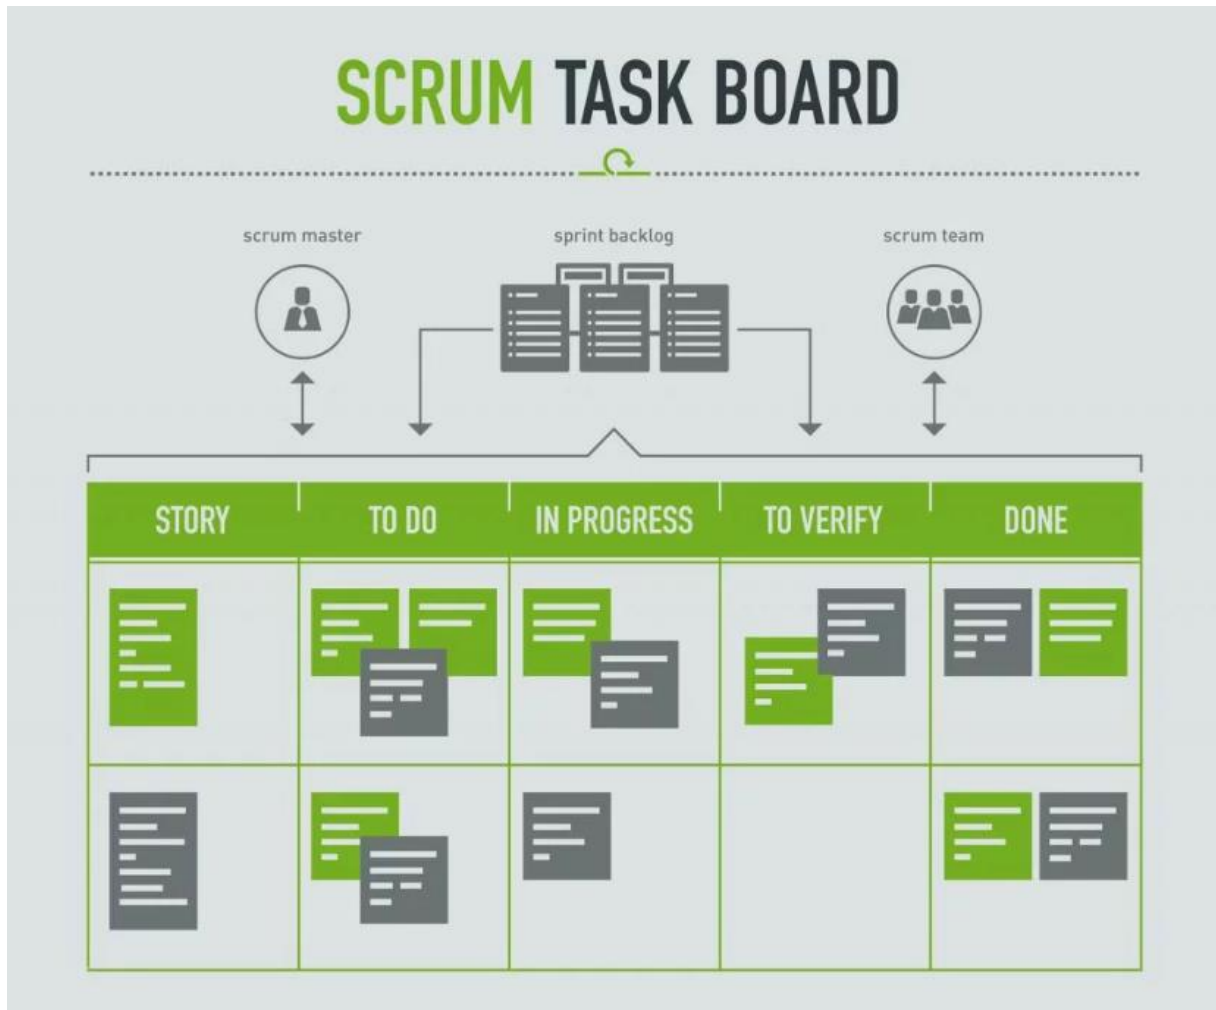 SCRUM TASK BOARD
scrum master
sprint backlog
scrum team
STORY
TO DO
IN PROGRESS
TO VERIFY
DONE